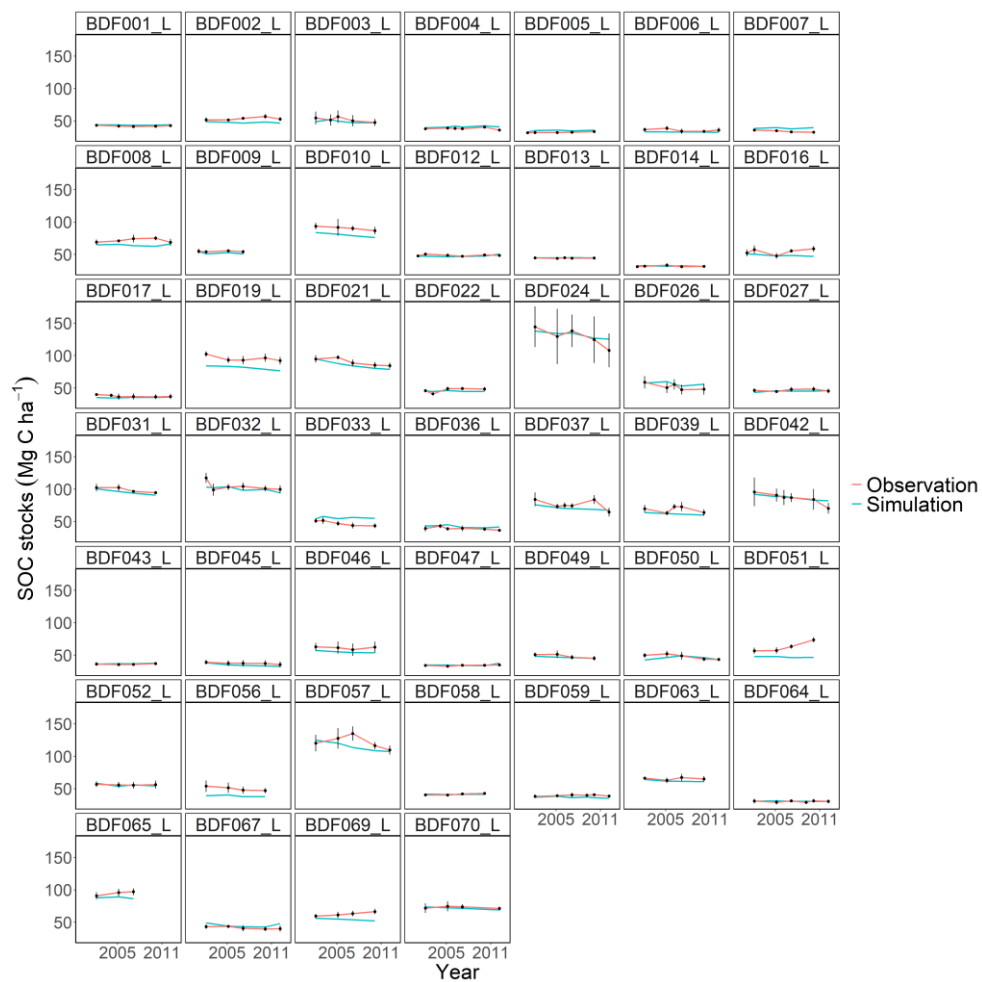 BDF001_L BDF002_L BDF003_L BDF004_L BDF005_L BDF006_L BDF007_L
150
100
50
BDF008_L BDF009_L BDF010_L BDF012_L BDF013_L BDF014_L BDF016_L
150
100
50
BDF017_L BDF019_L BDF021_L BDF022_L BDF024_L BDF026_L BDF027_L
150
100
50
BDF031_L BDF032_L BDF033_L BDF036_L BDF037_L BDF039_L BDF042_L
150
100
50
BDF043_L BDF045_L BDF046_L BDF047_L BDF049_L BDF050_L BDF051_L
150
100
50
BDF052_L BDF056_L BDF057_L BDF058_L BDF059_L BDF063_L BDF064_L
150
100
50
2005 2011 2005 2011 2005 2011
BDF065_L BDF067_L BDF069_L BDF070_L
150
100
50
2005 2011 2005 2011 2005 2011 2005 2011
Year
SOC stocks (Mg C ha⁻¹)
Observation
Simulation